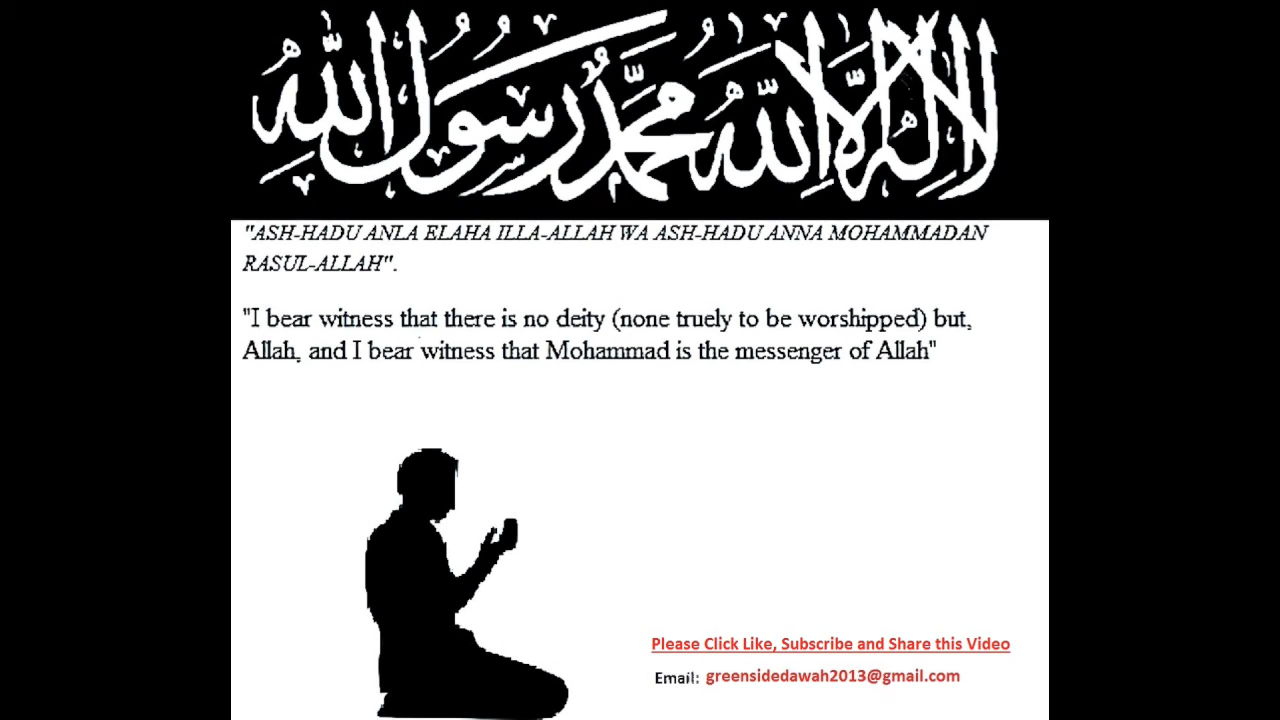 لا إله إلا الله محمد رسول الله
"ASH-HADU ANLA ELAHA ILLA-ALLAH WA ASH-HADU ANNA MOHAMMADAN
RASUL-ALLAH".
"I bear witness that there is no deity (none truely to be worshipped) but,
Allah, and I bear witness that Mohammad is the messenger of Allah"
Please Click Like, Subscribe and Share this Video
Email: greensidedawah2013@gmail.com